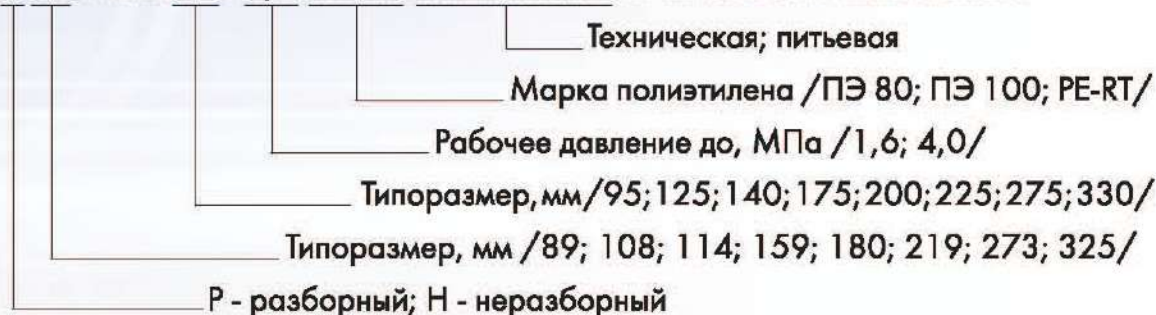 Техническая; питьевая
Марка полиэтилена /ПЭ 80; ПЭ 100; PE-RT/
Рабочее давление до, МПа /1,6; 4,0/
Типоразмер, мм/95;125;140;175;200;225;275;330/
Типоразмер, мм /89; 108; 114; 159; 180; 219; 273; 325/
Р - разборный; Н - неразборный